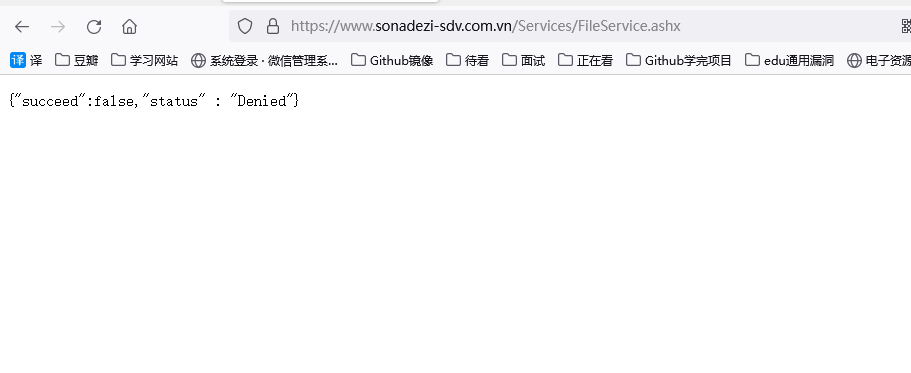 https://www.sonadezi-sdv.com.vn/Services/FileService.ashx
译 译 豆瓣 学习网站 系统登录 · 微信管理系... Github镜像 待看 面试 正在看 Github学完项目 edu通用漏洞 电子资源
{"succeed":false,"status" : "Denied"}